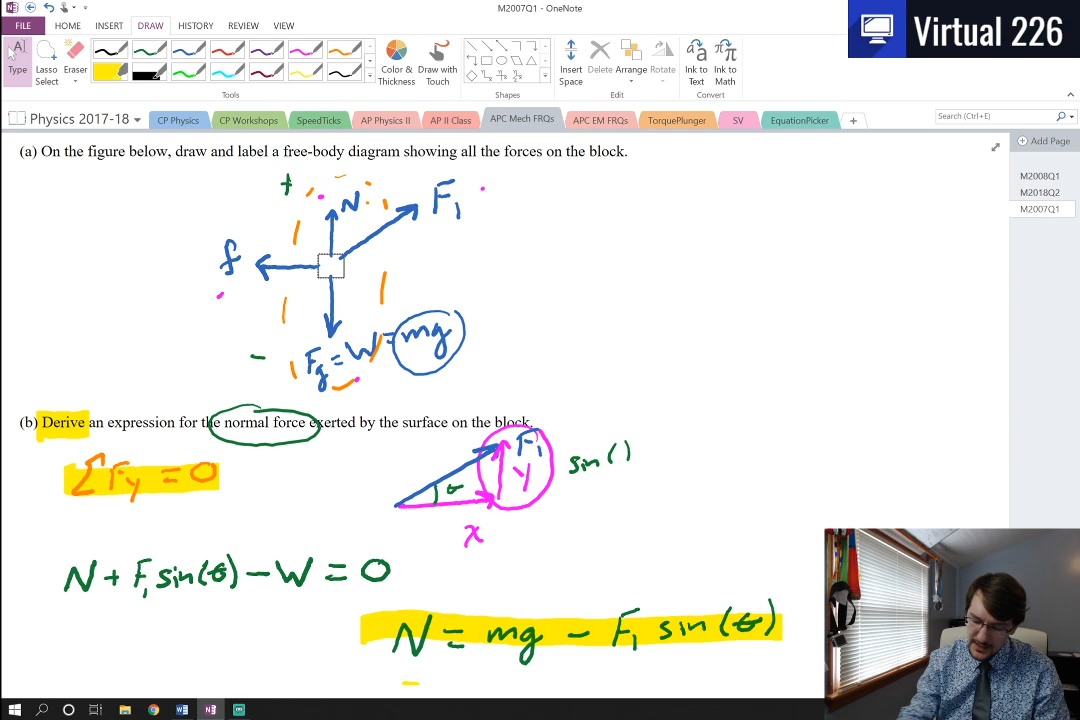 M2007Q1 - OneNote
Virtual 226
FILE HOME INSERT DRAW HISTORY REVIEW VIEW
Type
Lasso Select
Eraser
Color & Thickness
Draw with Touch
Insert Space
Delete
Arrange
Rotate
Ink to Text
Ink to Math
Tools Shapes Edit Convert
Physics 2017-18 CP Physics CP Workshops SpeedTicks AP Physics II AP II Class APC Mech FRQs APC EM FRQs TorquePlunger SV EquationPicker
Search (Ctrl+E)
Add Page
M2008Q1
M2018Q2
M2007Q1
(a) On the figure below, draw and label a free-body diagram showing all the forces on the block.
+
N
F₁
f
-
Fg = W = mg
(b) Derive an expression for the normal force exerted by the surface on the block.
F₁
y
θ
x
sin()
ΣFy = 0
N + F₁ sin(θ) - W = 0
N = mg - F₁ sin(θ)